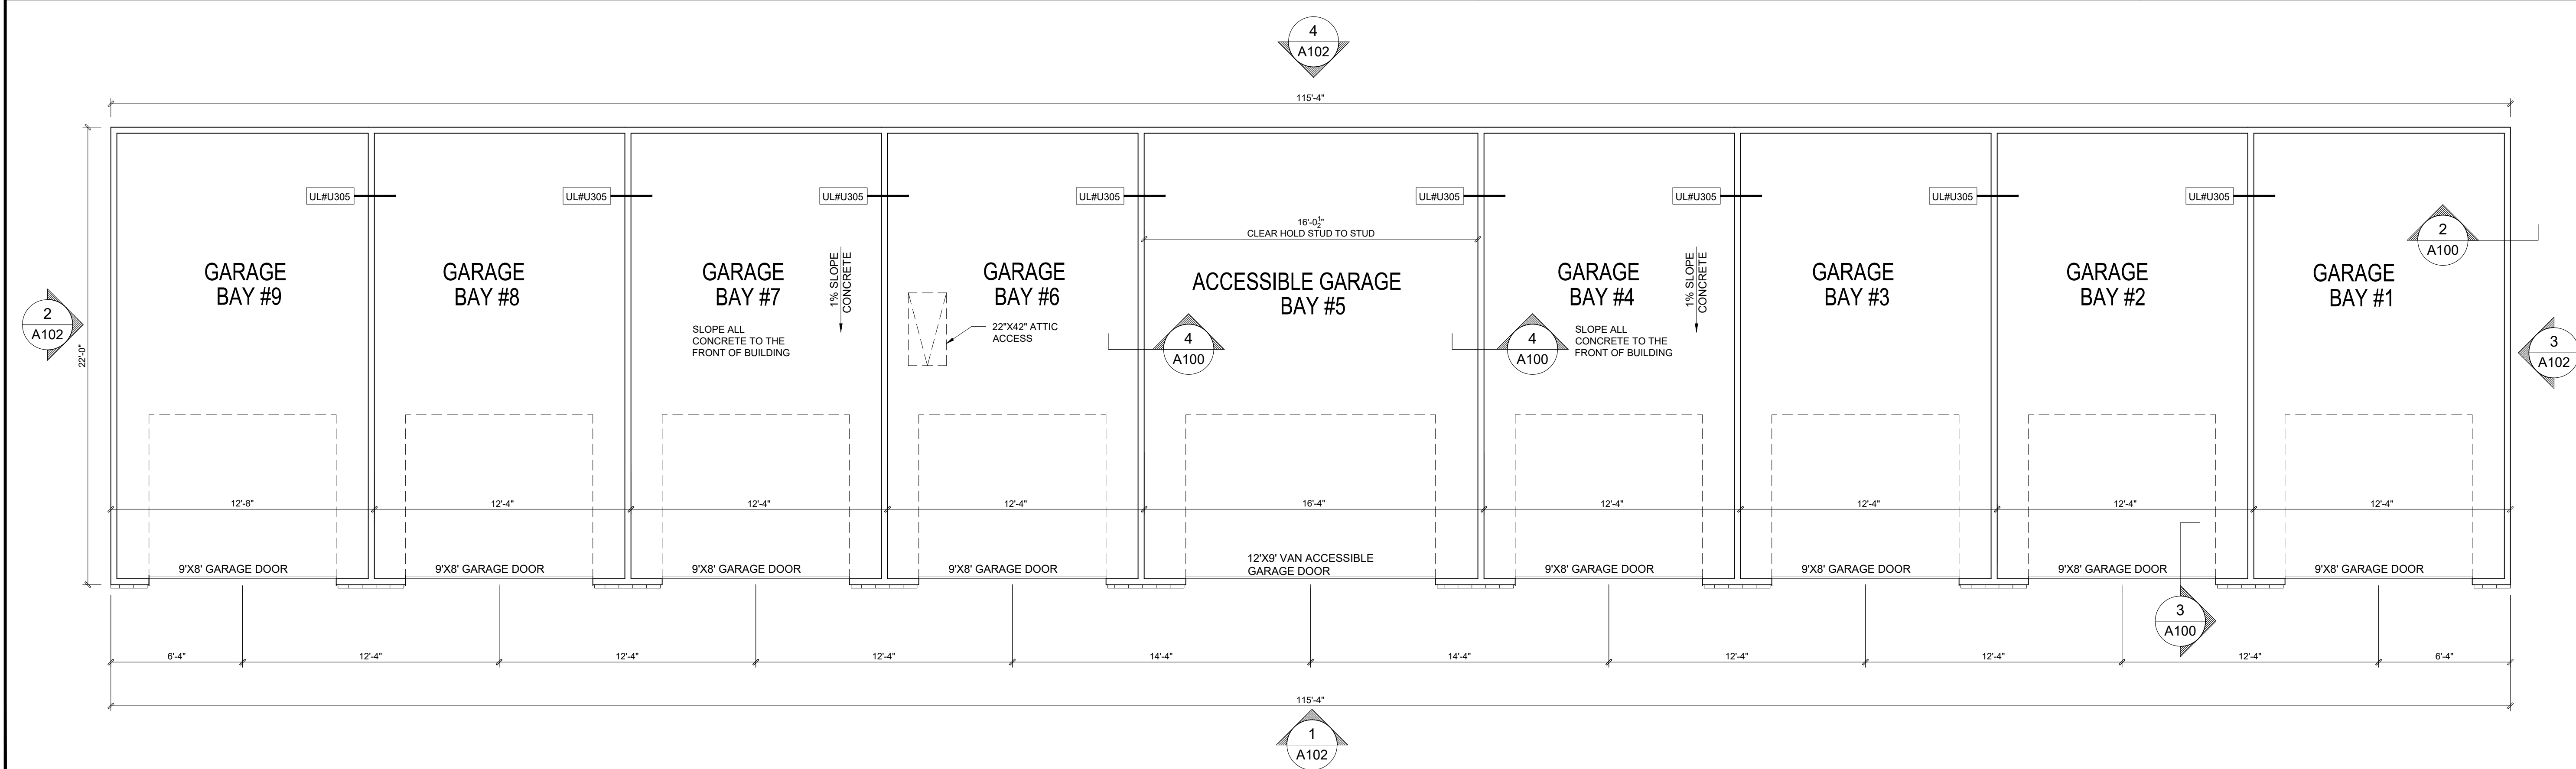 4
A102
115'-4"
UL#U305
UL#U305
UL#U305
UL#U305
UL#U305
UL#U305
UL#U305
UL#U305
16'-0½"
CLEAR HOLD STUD TO STUD
2
A100
GARAGE
BAY #9
GARAGE
BAY #8
GARAGE
BAY #7
1% SLOPE
CONCRETE
GARAGE
BAY #6
ACCESSIBLE GARAGE
BAY #5
GARAGE
BAY #4
1% SLOPE
CONCRETE
GARAGE
BAY #3
GARAGE
BAY #2
GARAGE
BAY #1
2
A102
22'-0"
SLOPE ALL
CONCRETE TO THE
FRONT OF BUILDING
22"X42" ATTIC
ACCESS
4
A100
4
A100
SLOPE ALL
CONCRETE TO THE
FRONT OF BUILDING
3
A102
12'-8"
12'-4"
12'-4"
12'-4"
16'-4"
12'-4"
12'-4"
12'-4"
12'-4"
9'X8' GARAGE DOOR
9'X8' GARAGE DOOR
9'X8' GARAGE DOOR
9'X8' GARAGE DOOR
12'X9' VAN ACCESSIBLE
GARAGE DOOR
9'X8' GARAGE DOOR
9'X8' GARAGE DOOR
9'X8' GARAGE DOOR
9'X8' GARAGE DOOR
3
A100
6'-4"
12'-4"
12'-4"
12'-4"
14'-4"
14'-4"
12'-4"
12'-4"
12'-4"
6'-4"
115'-4"
1
A102